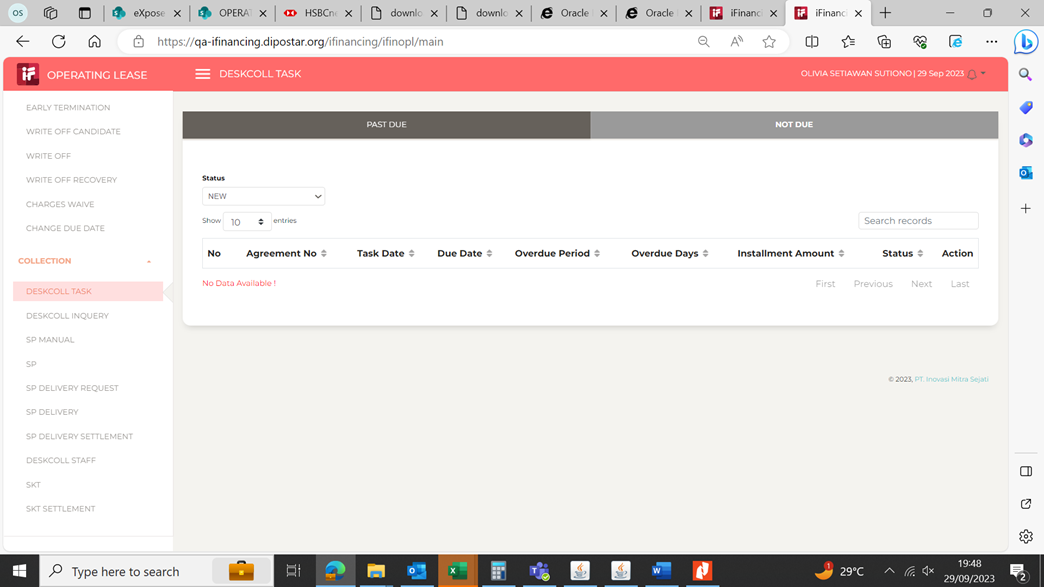 OS
eXpose
OPERAT
HSBCne
downlo
downlo
Oracle
Oracle
iFinanc
iFinanc
https://qa-ifinancing.dipostar.org/ifinancing/ifinopl/main
iF OPERATING LEASE
DESKCOLL TASK
OLIVIA SETIAWAN SUTIONO | 29 Sep 2023
EARLY TERMINATION
WRITE OFF CANDIDATE
WRITE OFF
WRITE OFF RECOVERY
CHARGES WAIVE
CHANGE DUE DATE
COLLECTION
DESKCOLL TASK
DESKCOLL INQUERY
SP MANUAL
SP
SP DELIVERY REQUEST
SP DELIVERY
SP DELIVERY SETTLEMENT
DESKCOLL STAFF
SKT
SKT SETTLEMENT
PAST DUE
NOT DUE
Status
NEW
Show 10 entries
Search records
No Agreement No Task Date Due Date Overdue Period Overdue Days Installment Amount Status Action
No Data Available !
First Previous Next Last
© 2023, PT. Inovasi Mitra Sejati
Type here to search
1
29°C
19:48
29/09/2023
2